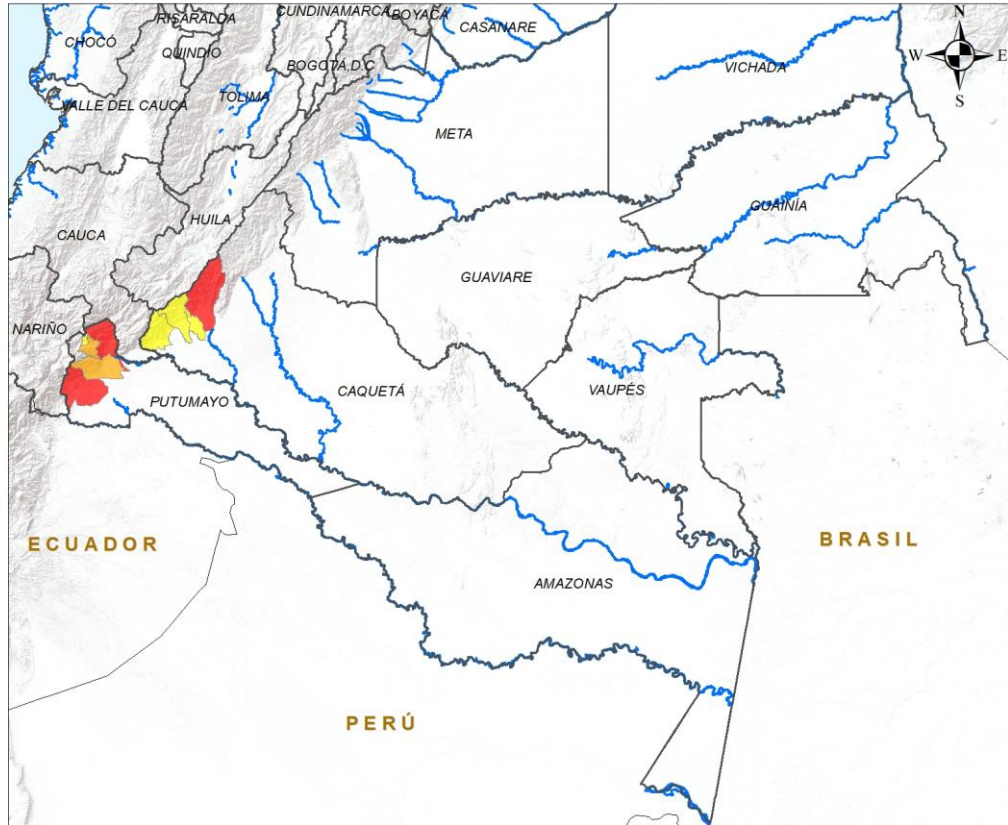 RISARALDA
CUNDINAMARCA
BOYACÁ
CASANARE
CHOCÓ
QUINDÍO
BOGOTÁ D.C
VICHADA
N
W
E
S
VALLE DEL CAUCA
TOLIMA
META
HUILA
GUAINÍA
CAUCA
GUAVIARE
NARIÑO
PUTUMAYO
CAQUETÁ
VAUPÉS
ECUADOR
BRASIL
AMAZONAS
PERÚ